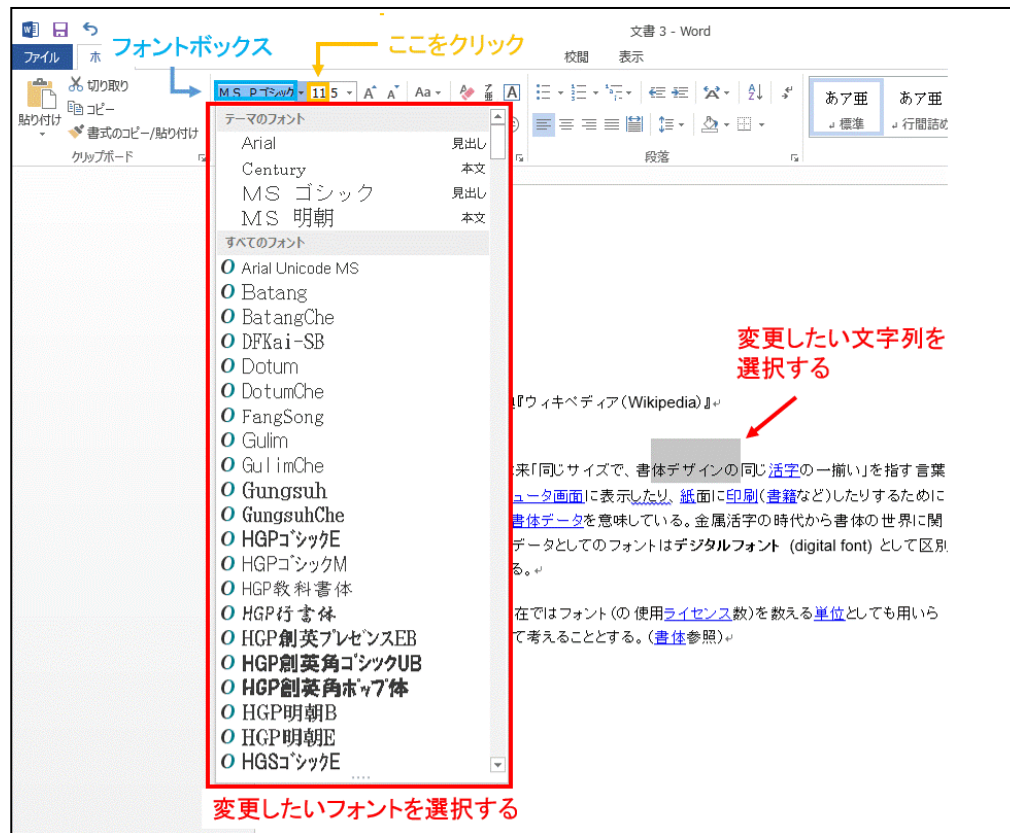 文書 3 - Word
ファイル ホ フォントボックス ここをクリック 校閲 表示
切り取り
コピー
貼り付け
書式のコピー/貼り付け
クリップボード
MS Pゴシック 11 5 Aa
あア亜 あア亜
標準 行間詰め
段落
テーマのフォント
Arial 見出し
Century 本文
MS ゴシック 見出し
MS 明朝 本文
すべてのフォント
Arial Unicode MS
Batang
BatangChe
DFKai-SB
Dotum
DotumChe
FangSong
Gulim
GulimChe
Gungsuh
GungsuhChe
HGPゴシックE
HGPゴシックM
HGP教科書体
HGP行書体
HGP創英プレゼンスEB
HGP創英角ゴシックUB
HGP創英角ポップ体
HGP明朝B
HGP明朝E
HGSゴシックE
変更したいフォントを選択する
変更したい文字列を
選択する
『ウィキペディア(Wikipedia)』
来「同じサイズで、書体デザインの同じ活字の一揃い」を指す言葉
ュータ画面に表示したり、紙面に印刷(書籍など)したりするために
書体データを意味している。金属活字の時代から書体の世界に関
データとしてのフォントはデジタルフォント (digital font) として区別
る。
在ではフォント(の使用ライセンス数)を数える単位としても用いら
て考えることとする。(書体参照)